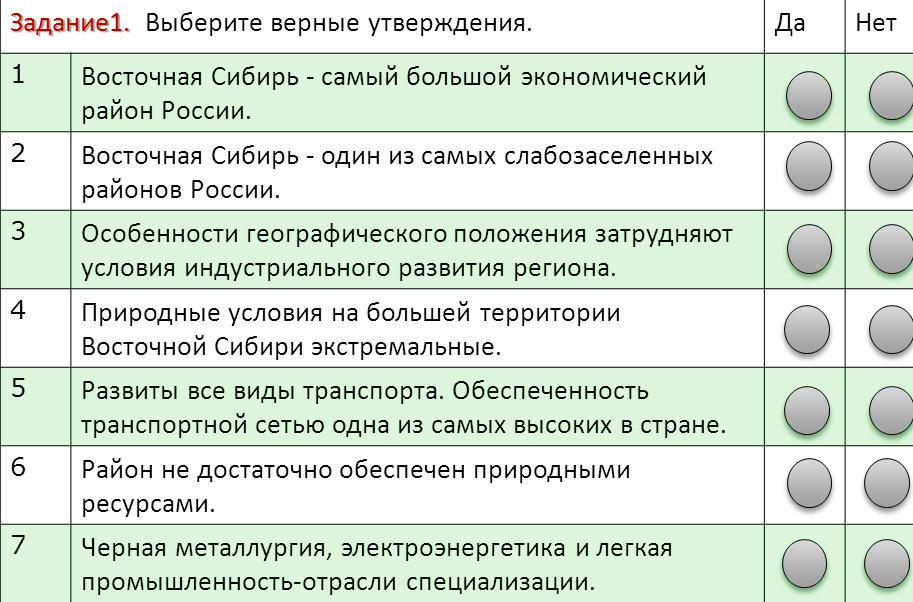 Задание1. Выберите верные утверждения. Да Нет
1 Восточная Сибирь - самый большой экономический
район России.
2 Восточная Сибирь - один из самых слабозаселенных
районов России.
3 Особенности географического положения затрудняют
условия индустриального развития региона.
4 Природные условия на большей территории
Восточной Сибири экстремальные.
5 Развиты все виды транспорта. Обеспеченность
транспортной сетью одна из самых высоких в стране.
6 Район не достаточно обеспечен природными
ресурсами.
7 Черная металлургия, электроэнергетика и легкая
промышленность-отрасли специализации.